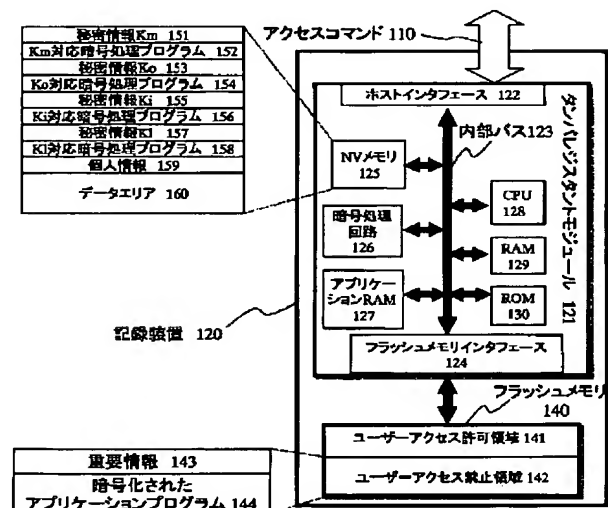 秘密情報Km 151
Km対応暗号処理プログラム 152
秘密情報Ko 153
Ko対応暗号処理プログラム 154
秘密情報Ki 155
Ki対応暗号処理プログラム 156
秘密情報Kl 157
Kl対応暗号処理プログラム 158
個人情報 159
データエリア 160
アクセスコマンド 110
ホストインタフェース 122
内部バス123
NVメモリ
125
暗号処理
回路
126
アプリケー
ションRAM
127
CPU
128
RAM
129
ROM
130
タンパレジスタントモジュール 121
フラッシュメモリインタフェース
124
記録装置 120
フラッシュメモリ
140
ユーザーアクセス許可領域 141
ユーザーアクセス禁止領域 142
重要情報 143
暗号化された
アプリケーションプログラム 144